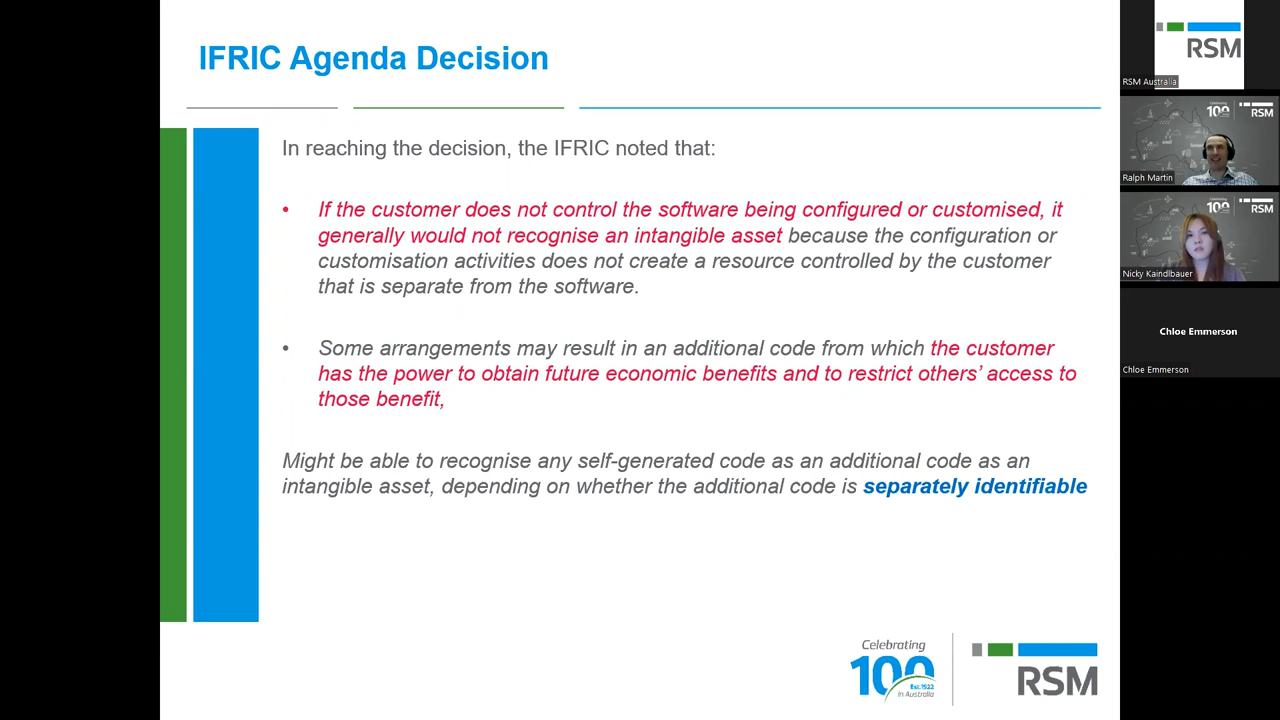 IFRIC Agenda Decision
In reaching the decision, the IFRIC noted that:
• If the customer does not control the software being configured or customised, it
generally would not recognise an intangible asset because the configuration or
customisation activities does not create a resource controlled by the customer
that is separate from the software.
• Some arrangements may result in an additional code from which the customer
has the power to obtain future economic benefits and to restrict others’ access to
those benefit,
Might be able to recognise any self-generated code as an additional code as an
intangible asset, depending on whether the additional code is separately identifiable
Celebrating
100
Est.1922
in Australia
RSM
RSM
RSM Australia
Celebrating
100
RSM
Ralph Martin
100
RSM
Nicky Kaindlbauer
Chloe Emmerson
Chloe Emmerson